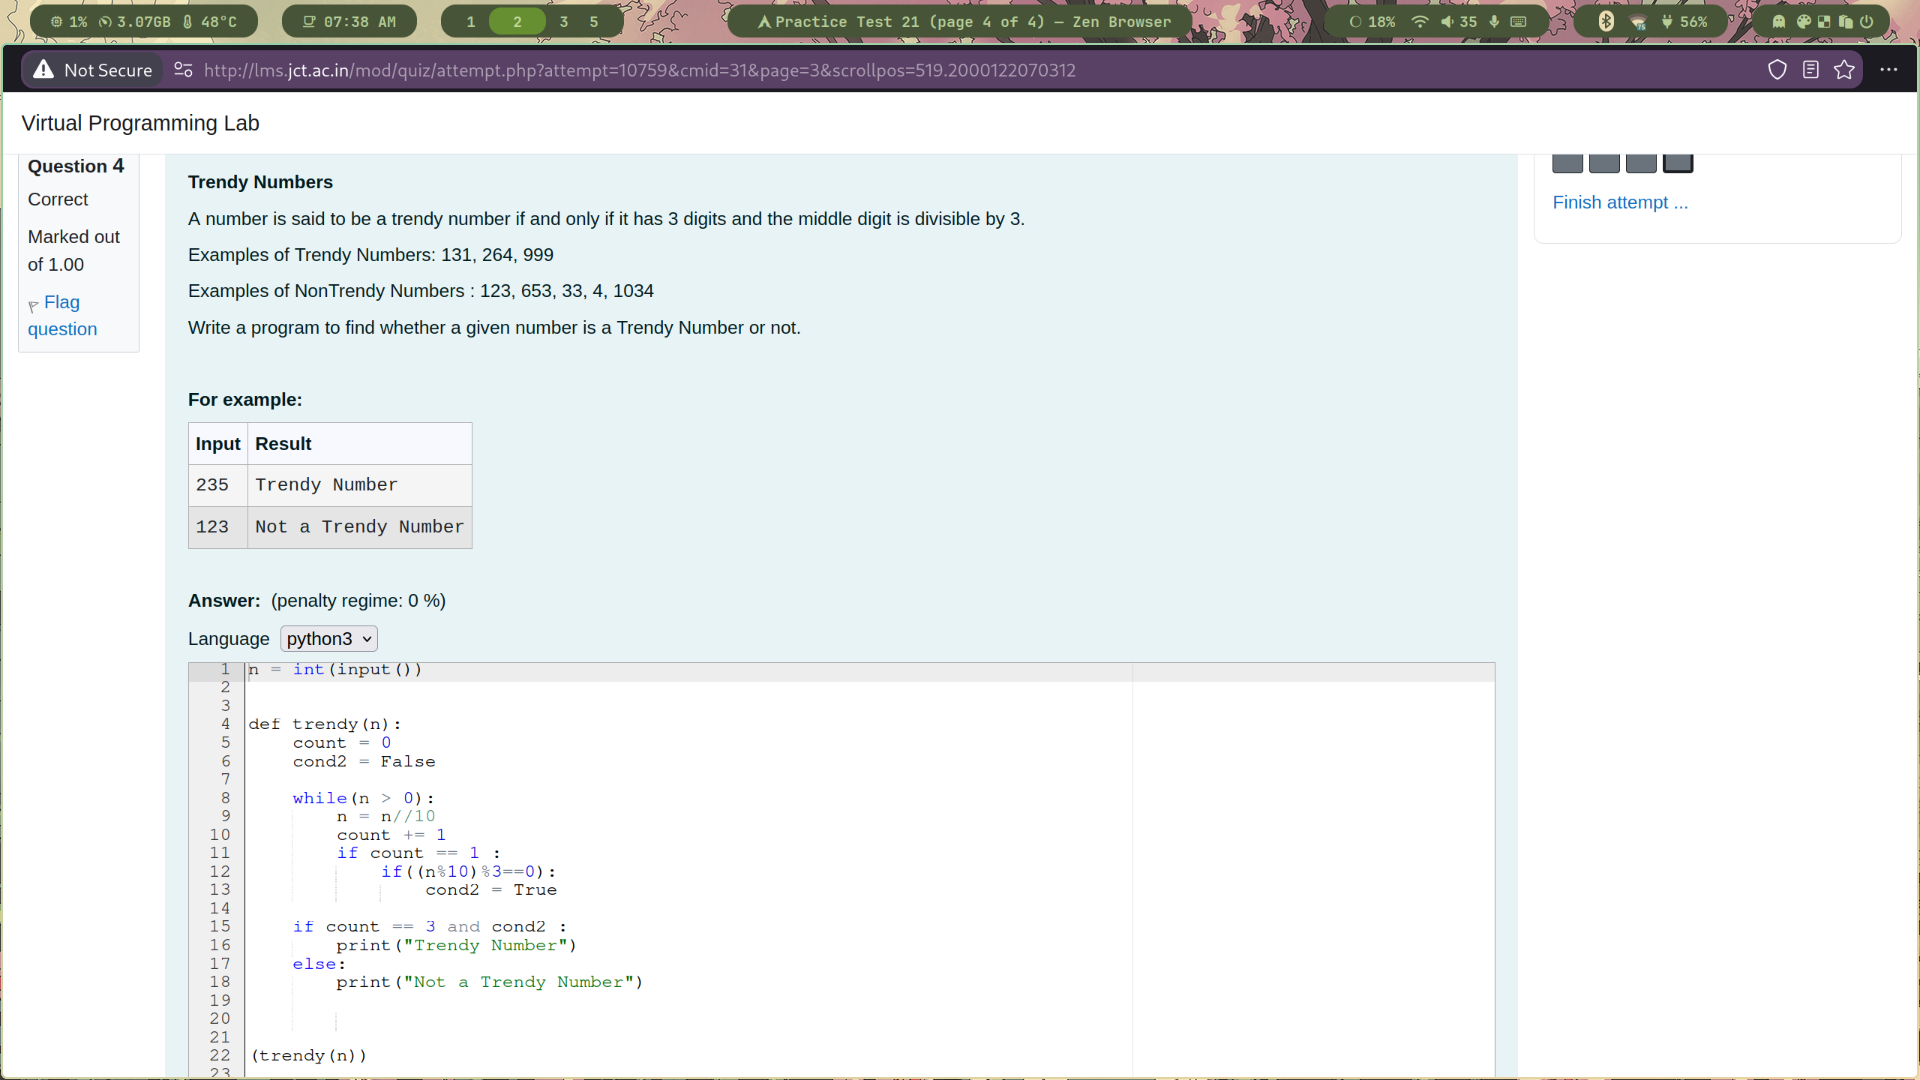 1% 3.07GB 48°C 07:38 AM 1 2 3 5 Practice Test 21 (page 4 of 4) — Zen Browser 18% 35 56%
Not Secure http://lms.jct.ac.in/mod/quiz/attempt.php?attempt=10759&cmid=31&page=3&scrollpos=519.2000122070312
Virtual Programming Lab
Question 4
Correct
Marked out
of 1.00
Flag
question
Trendy Numbers
A number is said to be a trendy number if and only if it has 3 digits and the middle digit is divisible by 3.
Examples of Trendy Numbers: 131, 264, 999
Examples of NonTrendy Numbers : 123, 653, 33, 4, 1034
Write a program to find whether a given number is a Trendy Number or not.
For example:
Input Result
235 Trendy Number
123 Not a Trendy Number
Answer: (penalty regime: 0 %)
Language python3
1 n = int(input())
2
3
4 def trendy(n):
5     count = 0
6     cond2 = False
7
8     while(n > 0):
9         n = n//10
10         count += 1
11         if count == 1 :
12             if((n%10)%3==0):
13                 cond2 = True
14
15     if count == 3 and cond2 :
16         print("Trendy Number")
17     else:
18         print("Not a Trendy Number")
19
20
21
22 (trendy(n))
23
Finish attempt ...